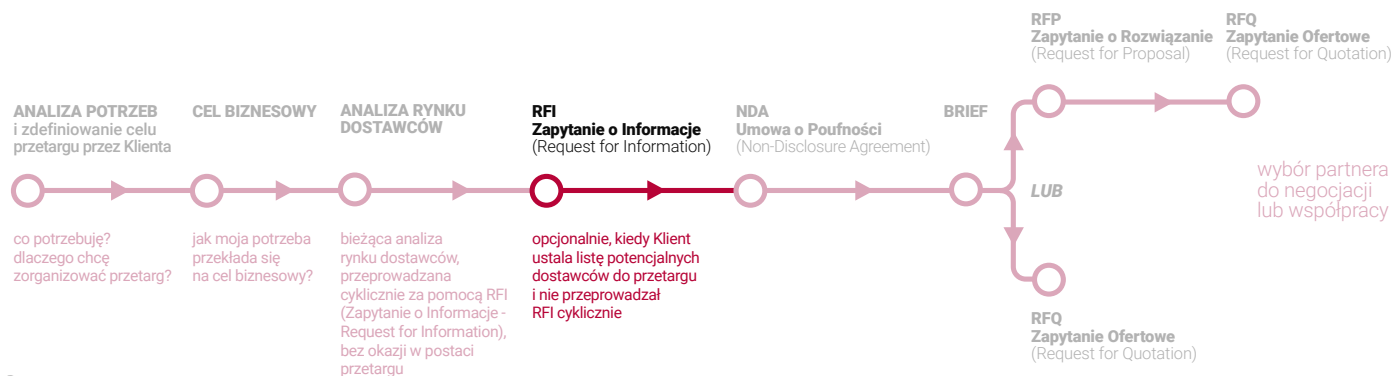 ANALIZA POTRZEB
i zdefiniowanie celu
przetargu przez Klienta
co potrzebuję?
dlaczego chcę
zorganizować przetarg?
CEL BIZNESOWY
jak moja potrzeba
przekłada się
na cel biznesowy?
ANALIZA RYNKU
DOSTAWCÓW
bieżąca analiza
rynku dostawców,
przeprowadzana
cyklicznie za pomocą RFI
(Zapytanie o Informacje -
Request for Information),
bez okazji w postaci
przetargu
RFI
Zapytanie o Informacje
(Request for Information)
opcjonalnie, kiedy Klient
ustala listę potencjalnych
dostawców do przetargu
i nie przeprowadzał
RFI cyklicznie
NDA
Umowa o Poufności
(Non-Disclosure Agreement)
BRIEF
LUB
RFP
Zapytanie o Rozwiązanie
(Request for Proposal)
RFQ
Zapytanie Ofertowe
(Request for Quotation)
wybór partnera
do negocjacji
lub współpracy
RFQ
Zapytanie Ofertowe
(Request for Quotation)